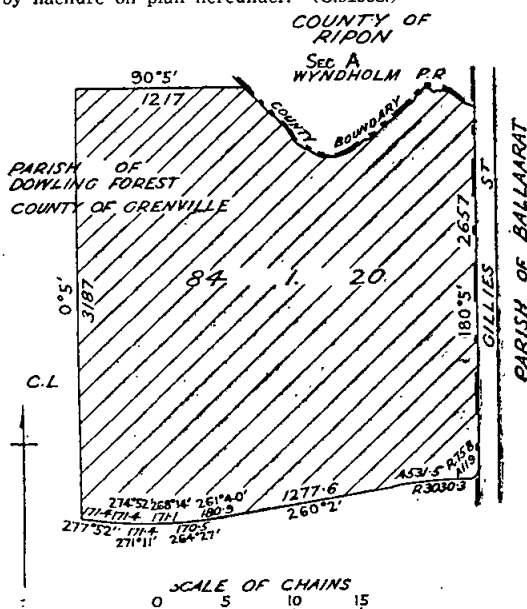 by hachure on plan hereunder.
COUNTY OF
RIPON
SEC A
WYNDHOLM P.R
90°5'
1217
COUNTY BOUNDARY
PARISH OF
DOWLING FOREST
COUNTY OF GRENVILLE
0°5'
3187
84. 1. 20.
2657
180°5'
GILLIES ST
PARISH OF BALLAARAT
C.L
274°52' 268°14' 261°40'
171.4 171.4 171.1 180.9
277°52' 171.4 170.5
271°11' 264°27'
1277.6
260°2'
A531.5
R3030.3
R758
A119
SCALE OF CHAINS
0 5 10 15